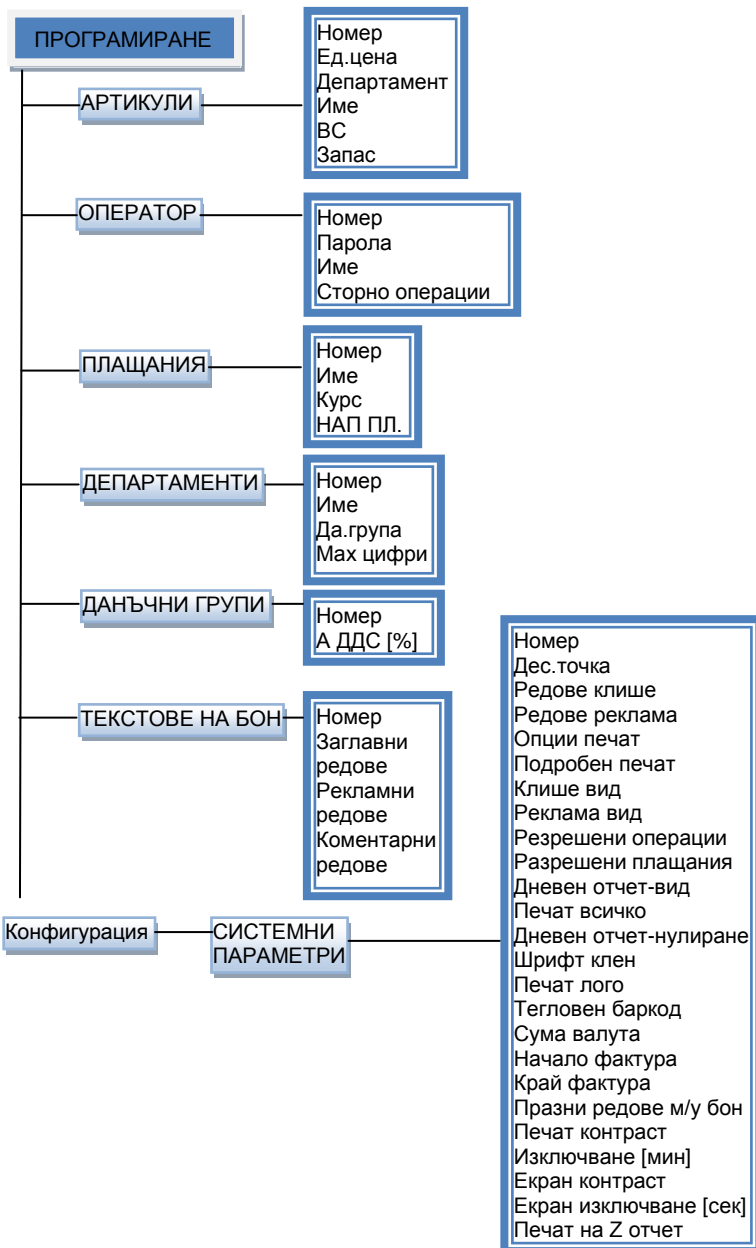 ПРОГРАМИРАНЕ
АРТИКУЛИ
Номер
Ед.цена
Департамент
Име
ВС
Запас
ОПЕРАТОР
Номер
Парола
Име
Сторно операции
ПЛАЩАНИЯ
Номер
Име
Курс
НАП ПЛ.
ДЕПАРТАМЕНТИ
Номер
Име
Да.група
Мах цифри
ДАНЪЧНИ ГРУПИ
Номер
А ДДС [%]
ТЕКСТОВЕ НА БОН
Номер
Заглавни
редове
Рекламни
редове
Коментарни
редове
Конфигурация
СИСТЕМНИ
ПАРАМЕТРИ
Номер
Дес.точка
Редове клише
Редове реклама
Опции печат
Подробен печат
Клише вид
Реклама вид
Резрешени операции
Разрешени плащания
Дневен отчет-вид
Печат всичко
Дневен отчет-нулиране
Шрифт клен
Печат лого
Тегловен баркод
Сума валута
Начало фактура
Край фактура
Празни редове м/у бон
Печат контраст
Изключване [мин]
Екран контраст
Екран изключване [сек]
Печат на Z отчет